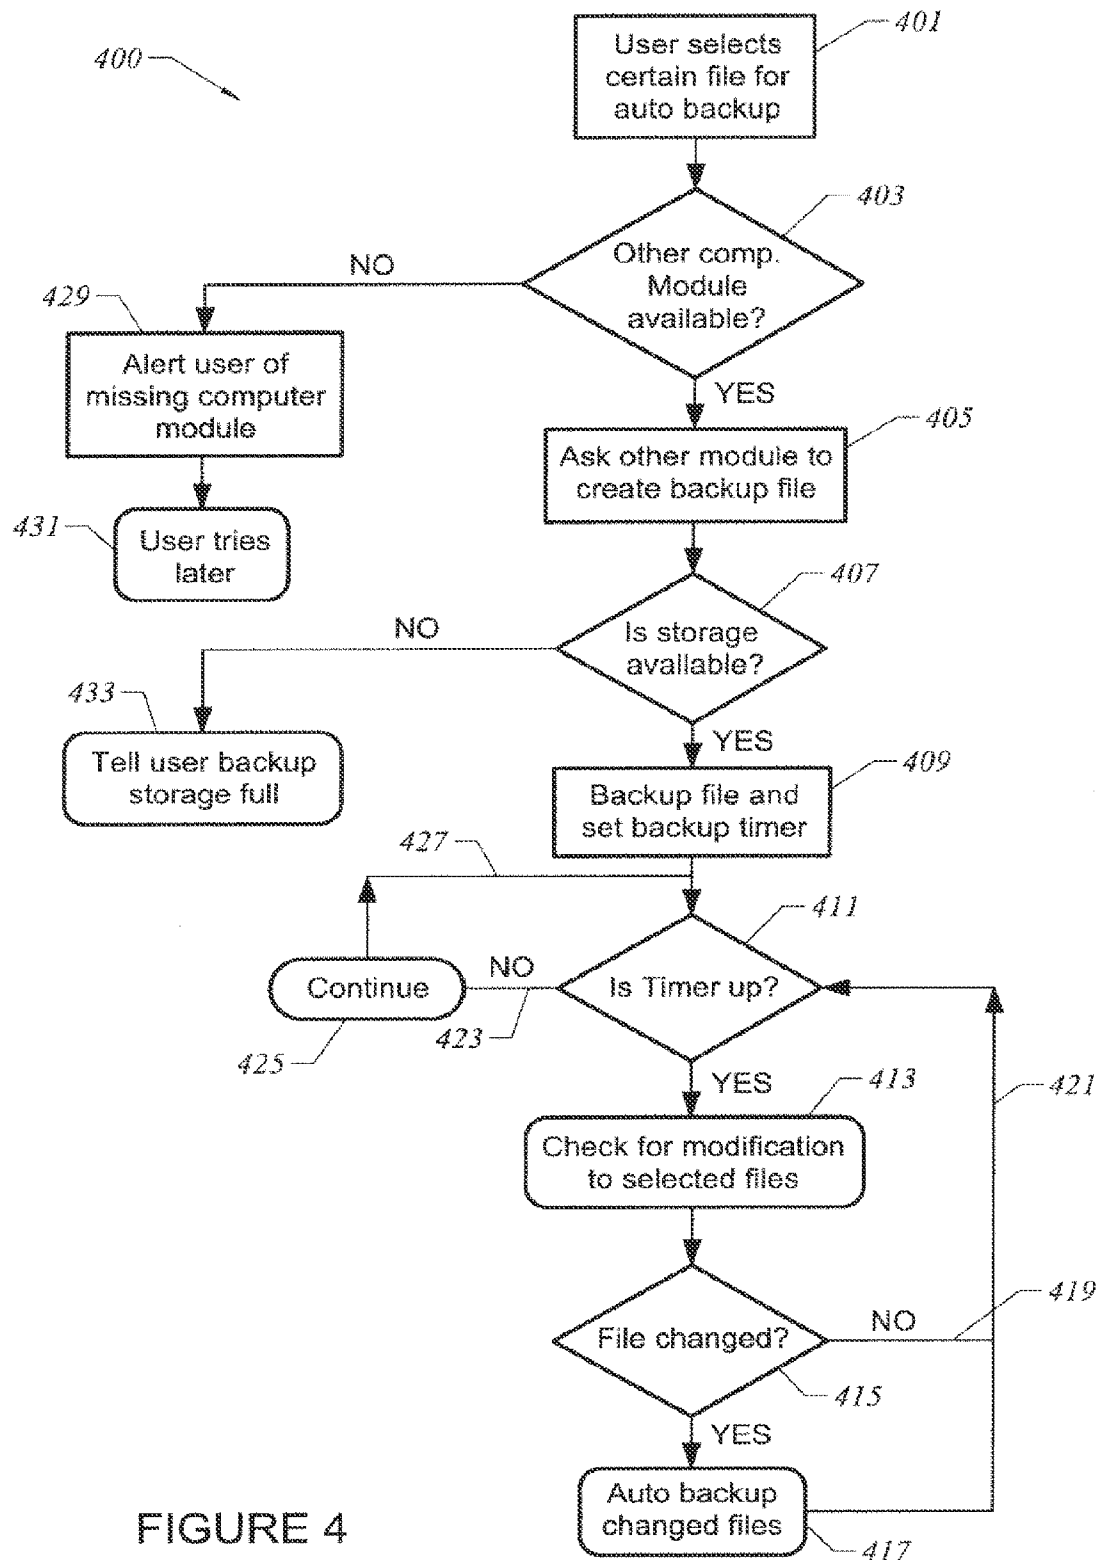 401
User selects
certain file for
auto backup
400
403
Other comp.
Module
available?
NO
429
Alert user of
missing computer
module
YES
405
Ask other module to
create backup file
431
User tries
later
407
Is storage
available?
NO
433
Tell user backup
storage full
YES
409
Backup file and
set backup timer
427
411
Is Timer up?
NO
Continue
423
425
YES
413
421
Check for modification
to selected files
419
File changed?
NO
415
YES
Auto backup
changed files
417
FIGURE 4